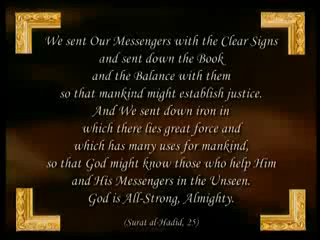 We sent Our Messengers with the Clear Signs
and sent down the Book
and the Balance with them
so that mankind might establish justice.
And We sent down iron in
which there lies great force and
which has many uses for mankind,
so that God might know those who help Him
and His Messengers in the Unseen.
God is All-Strong, Almighty.
(Surat al-Hadid, 25)